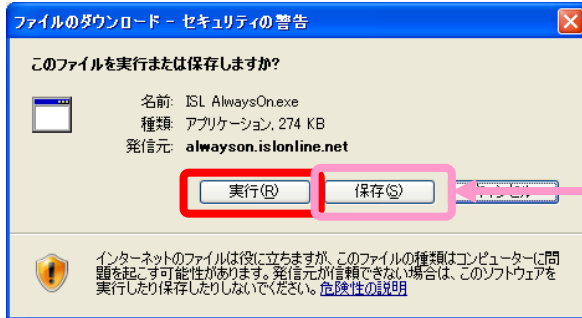 ファイルのダウンロード - セキュリティの警告
このファイルを実行または保存しますか?
名前: ISL AlwaysOn.exe
種類: アプリケーション, 274 KB
発信元: alwayson.islonline.net
実行(R) 保存(S) キャンセル
インターネットのファイルは役に立ちますが、このファイルの種類はコンピューターに問
題を起こす可能性があります。発信元が信頼できない場合は、このソフトウェアを
実行したり保存したりしないでください。危険性の説明